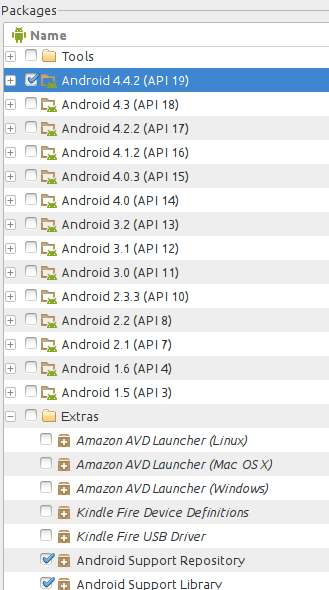 Packages
Name
Tools
Android 4.4.2 (API 19)
Android 4.3 (API 18)
Android 4.2.2 (API 17)
Android 4.1.2 (API 16)
Android 4.0.3 (API 15)
Android 4.0 (API 14)
Android 3.2 (API 13)
Android 3.1 (API 12)
Android 3.0 (API 11)
Android 2.3.3 (API 10)
Android 2.2 (API 8)
Android 2.1 (API 7)
Android 1.6 (API 4)
Android 1.5 (API 3)
Extras
Amazon AVD Launcher (Linux)
Amazon AVD Launcher (Mac OS X)
Amazon AVD Launcher (Windows)
Kindle Fire Device Definitions
Kindle Fire USB Driver
Android Support Repository
Android Support Library